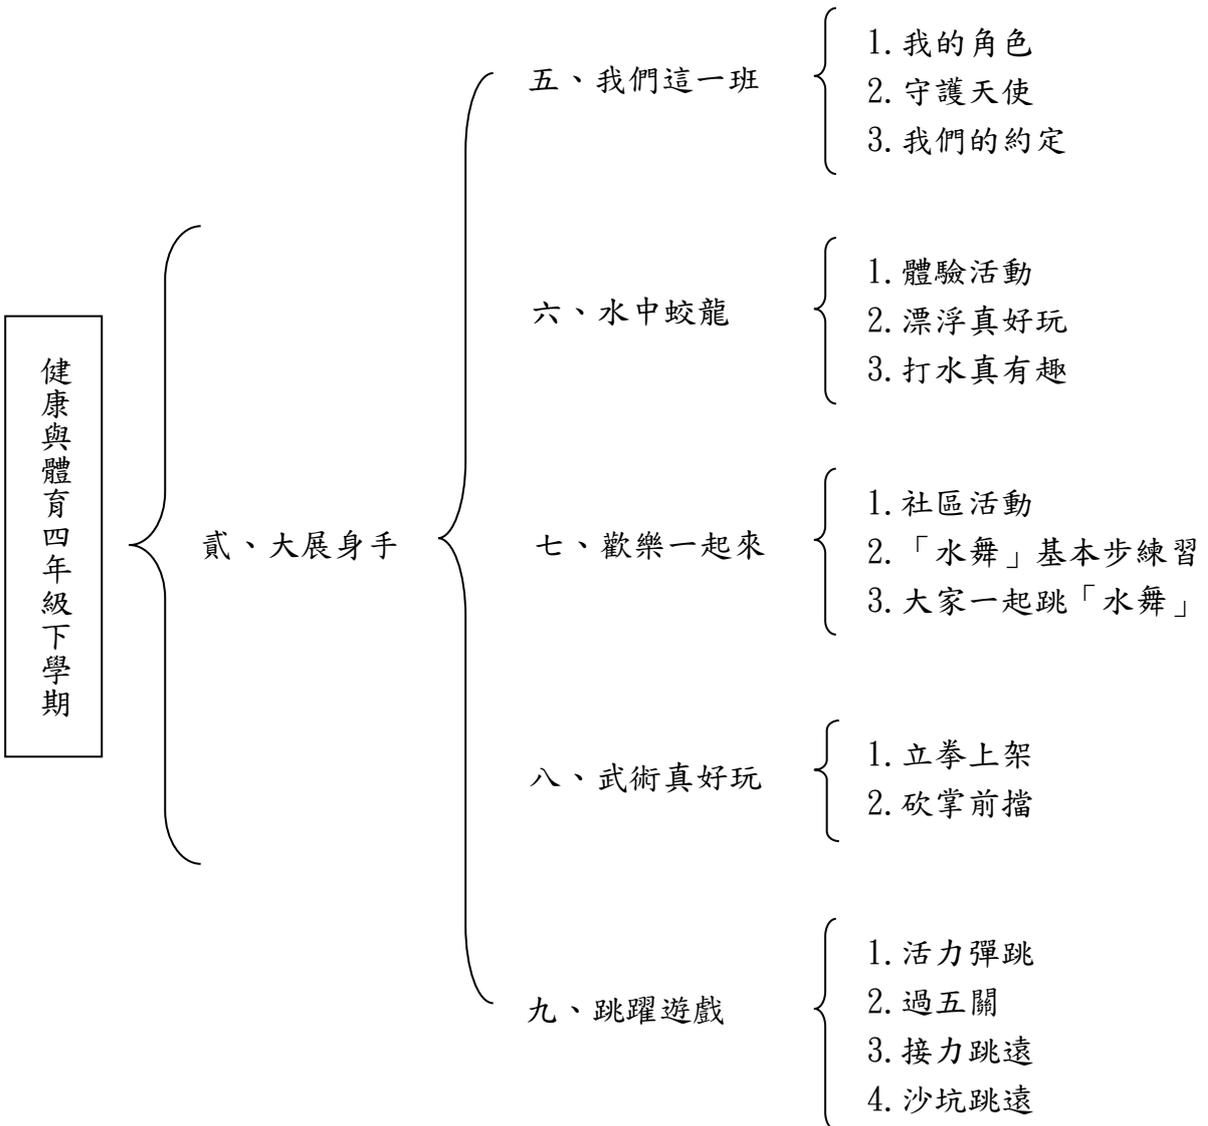 健康與體育四年級下學期
貳、大展身手
五、我們這一班
1.我的角色
2.守護天使
3.我們的約定
六、水中蛟龍
1.體驗活動
2.漂浮真好玩
3.打水真有趣
七、歡樂一起來
1.社區活動
2.「水舞」基本步練習
3.大家一起跳「水舞」
八、武術真好玩
1.立拳上架
2.砍掌前擋
九、跳躍遊戲
1.活力彈跳
2.過五關
3.接力跳遠
4.沙坑跳遠